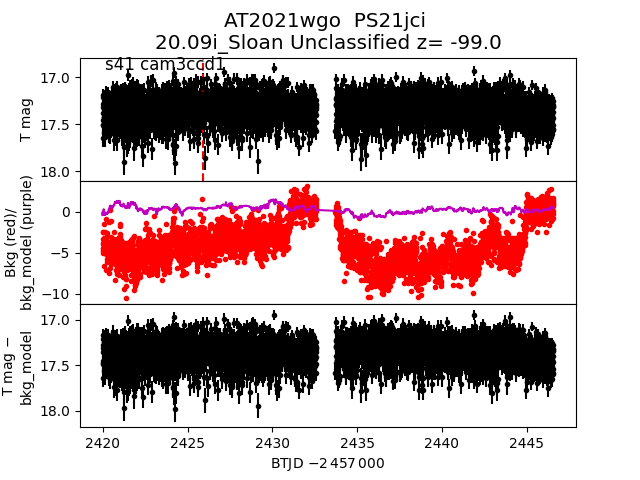 AT2021wgo  PS21jci
20.09i_Sloan Unclassified z= -99.0
s41 cam3ccd1
17.0
17.5
18.0
T mag
0
−5
−10
Bkg (red)/
bkg_model (purple)
17.0
17.5
18.0
T mag −
bkg_model
2420
2425
2430
2435
2440
2445
BTJD −2 457 000